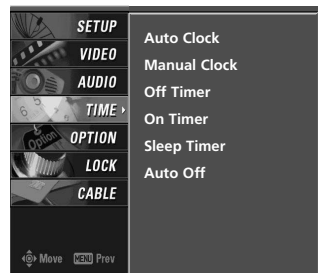 SETUP
VIDEO
AUDIO
TIME
OPTION
LOCK
CABLE
Move MENU Prev
Auto Clock
Manual Clock
Off Timer
On Timer
Sleep Timer
Auto Off